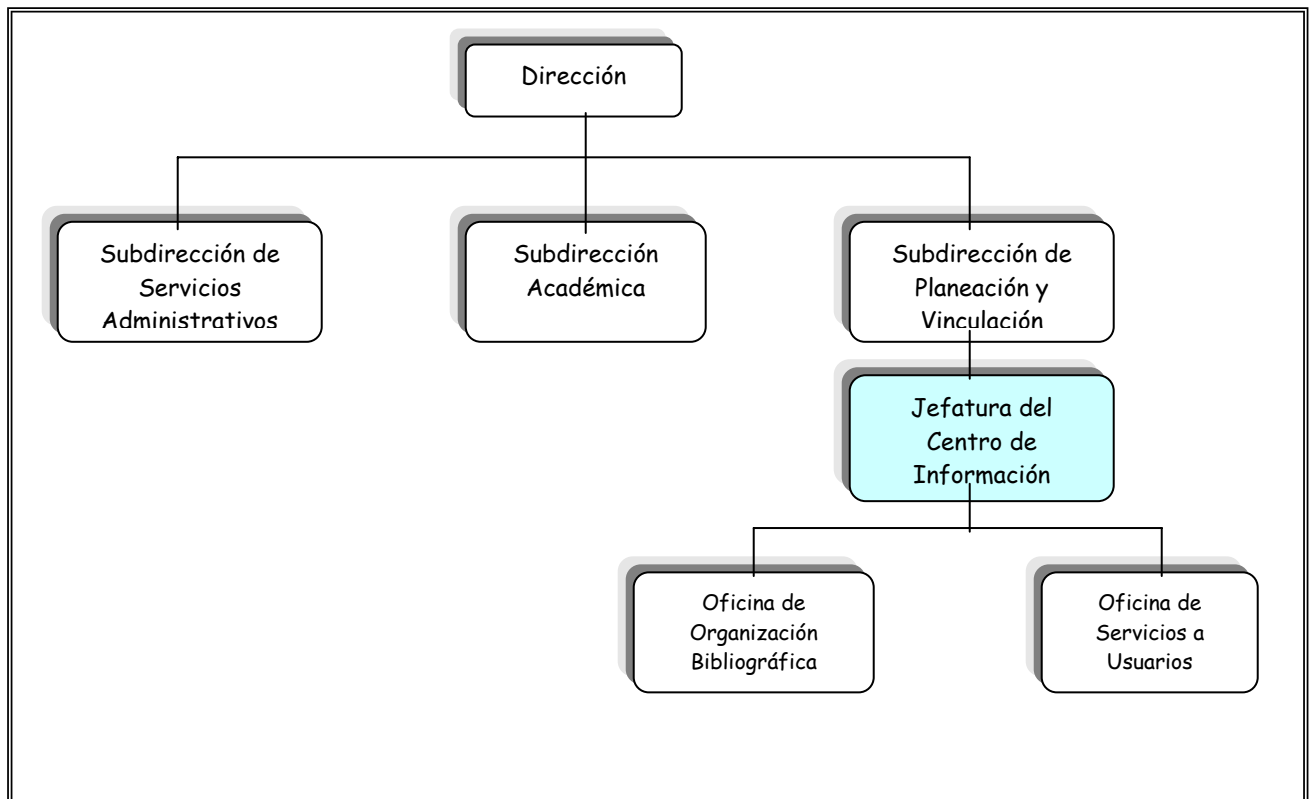 Dirección
Subdirección de
Servicios
Administrativos
Subdirección
Académica
Subdirección de
Planeación y
Vinculación
Jefatura del
Centro de
Información
Oficina de
Organización
Bibliográfica
Oficina de
Servicios a
Usuarios